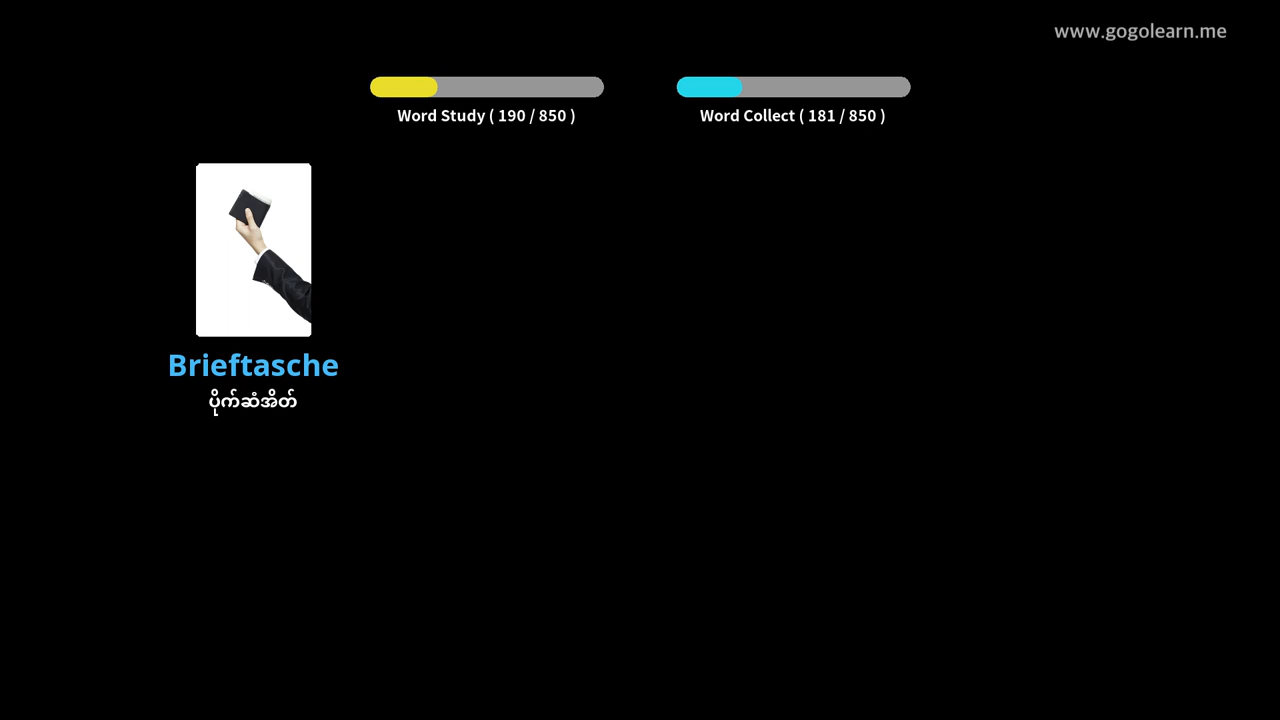 www.gogolearn.me
Word Study ( 190 / 850 )
Word Collect ( 181 / 850 )
Brieftasche
ပိုက်ဆံအိတ်